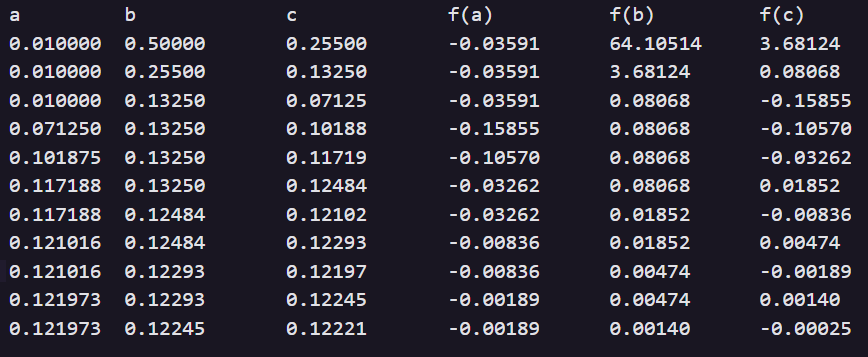 a b c f(a) f(b) f(c)
0.010000 0.50000 0.25500 -0.03591 64.10514 3.68124
0.010000 0.25500 0.13250 -0.03591 3.68124 0.08068
0.010000 0.13250 0.07125 -0.03591 0.08068 -0.15855
0.071250 0.13250 0.10188 -0.15855 0.08068 -0.10570
0.101875 0.13250 0.11719 -0.10570 0.08068 -0.03262
0.117188 0.13250 0.12484 -0.03262 0.08068 0.01852
0.117188 0.12484 0.12102 -0.03262 0.01852 -0.00836
0.121016 0.12484 0.12293 -0.00836 0.01852 0.00474
0.121016 0.12293 0.12197 -0.00836 0.00474 -0.00189
0.121973 0.12293 0.12245 -0.00189 0.00474 0.00140
0.121973 0.12245 0.12221 -0.00189 0.00140 -0.00025